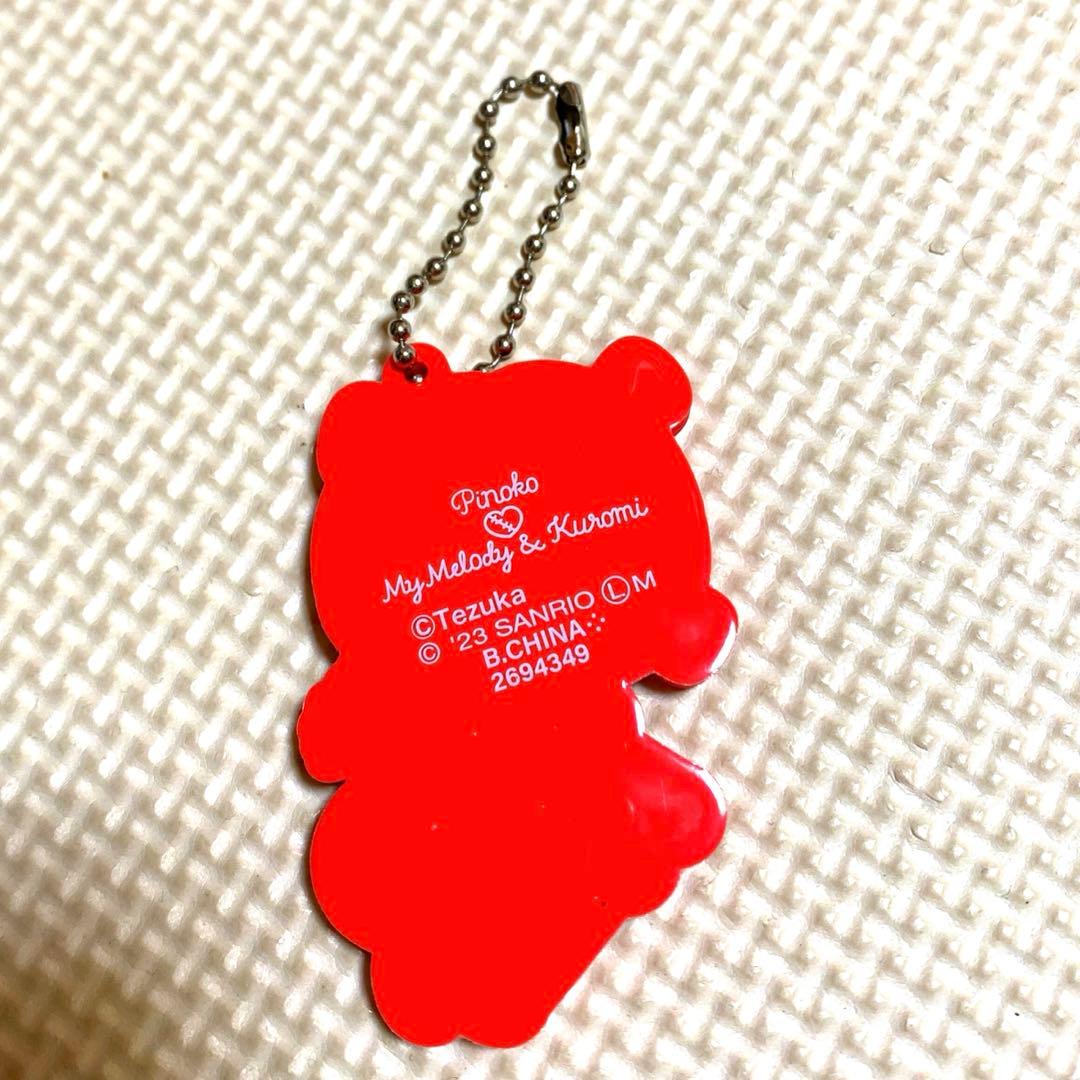 Pinoko
My Melody & Kuromi
©Tezuka
© '23 SANRIO ⓁM
B.CHINA
2694349